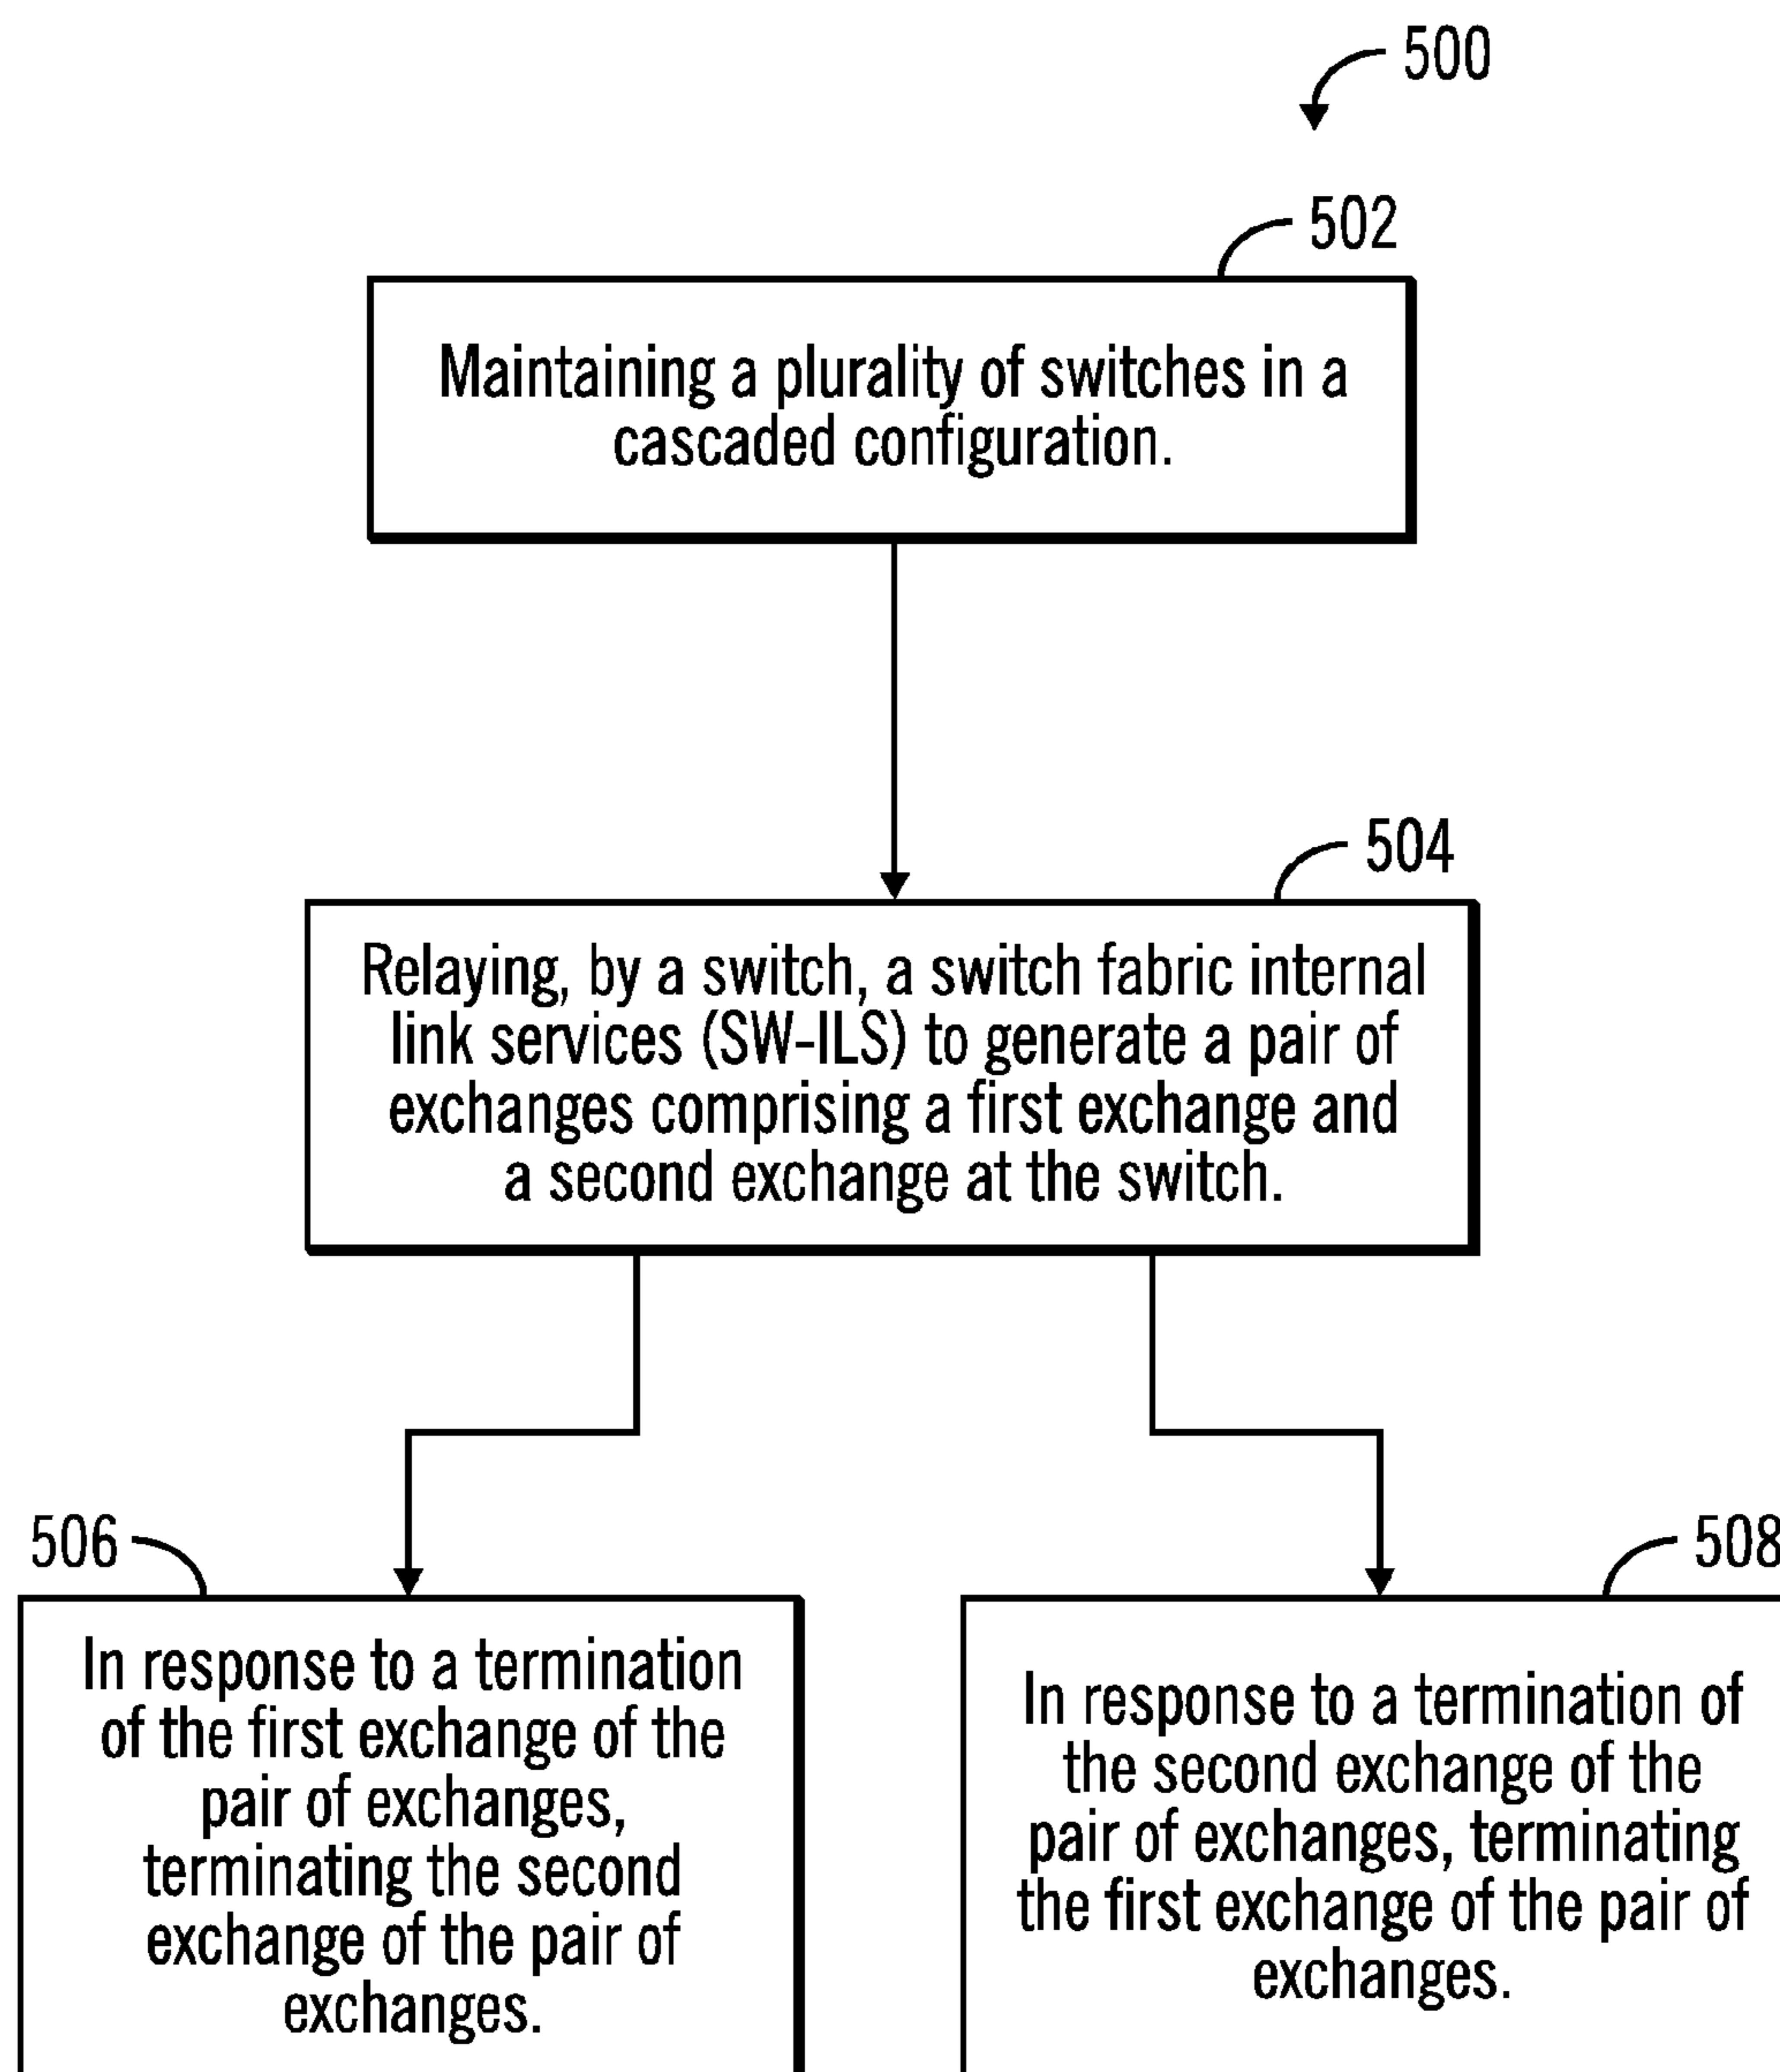 500
502
Maintaining a plurality of switches in a
cascaded configuration.
504
Relaying, by a switch, a switch fabric internal
link services (SW-ILS) to generate a pair of
exchanges comprising a first exchange and
a second exchange at the switch.
506
In response to a termination
of the first exchange of the
pair of exchanges,
terminating the second
exchange of the pair of
exchanges.
508
In response to a termination of
the second exchange of the
pair of exchanges, terminating
the first exchange of the pair of
exchanges.